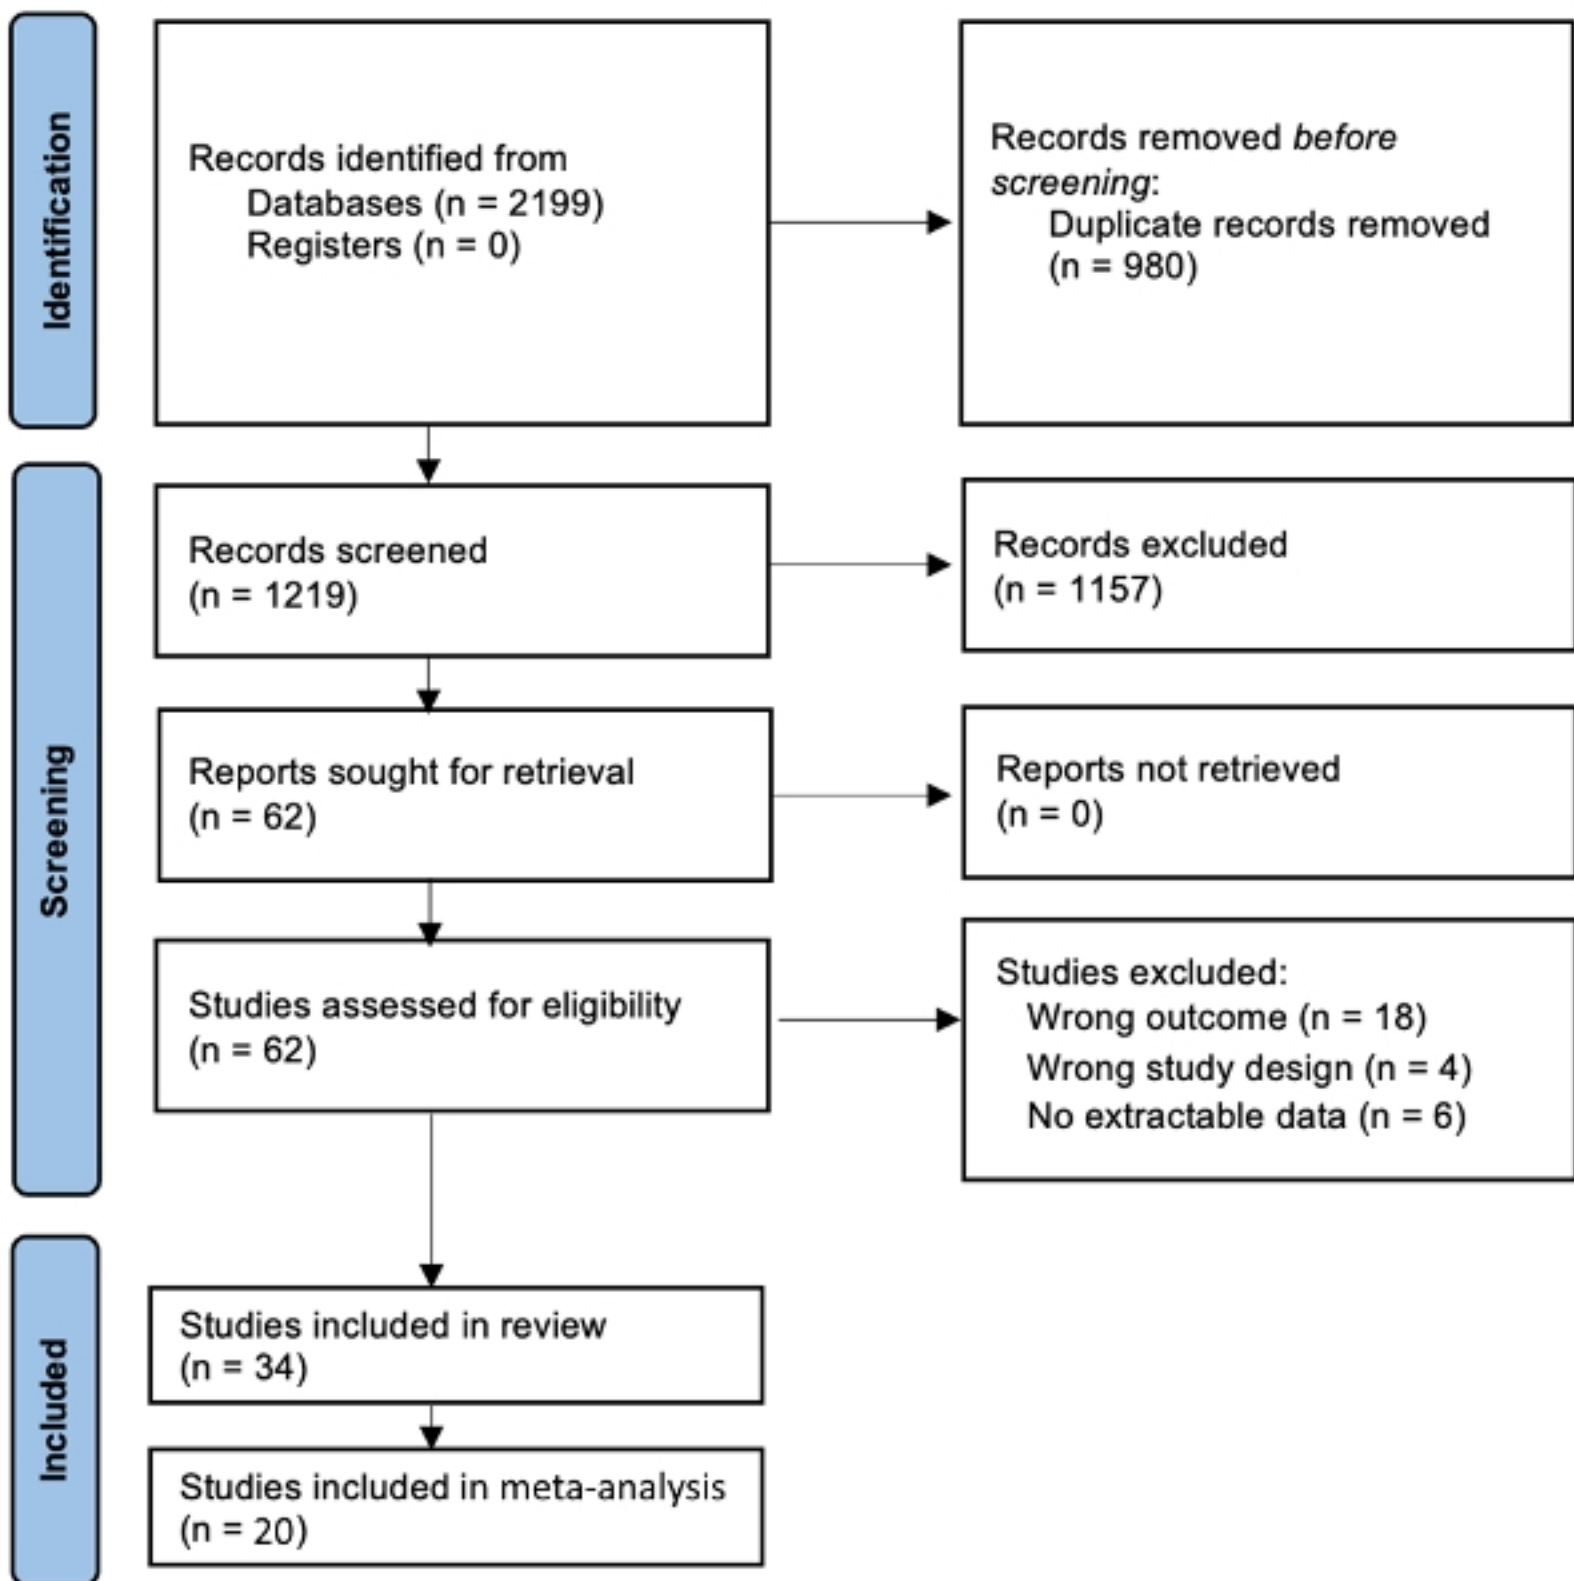 Identification
Records identified from
Databases (n = 2199)
Registers (n = 0)
Records removed before
screening:
Duplicate records removed
(n = 980)
Screening
Records screened
(n = 1219)
Records excluded
(n = 1157)
Reports sought for retrieval
(n = 62)
Reports not retrieved
(n = 0)
Studies assessed for eligibility
(n = 62)
Studies excluded:
Wrong outcome (n = 18)
Wrong study design (n = 4)
No extractable data (n = 6)
Included
Studies included in review
(n = 34)
Studies included in meta-analysis
(n = 20)